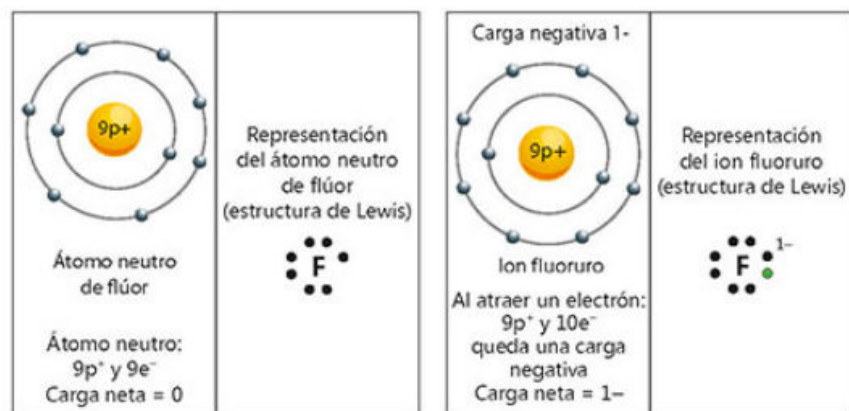 9p+
Átomo neutro
de flúor
Átomo neutro:
9p⁺ y 9e⁻
Carga neta = 0
Representación
del átomo neutro
de flúor
(estructura de Lewis)
F
Carga negativa 1-
9p+
Ion fluoruro
Al atraer un electrón:
9p⁺ y 10e⁻
queda una carga
negativa
Carga neta = 1–
Representación
del ion fluoruro
(estructura de Lewis)
F 1–